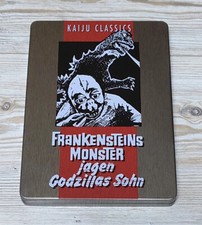 KAIJU CLASSICS
FRANKENSTEINS
MONSTER
jagen
Godzillas Sohn